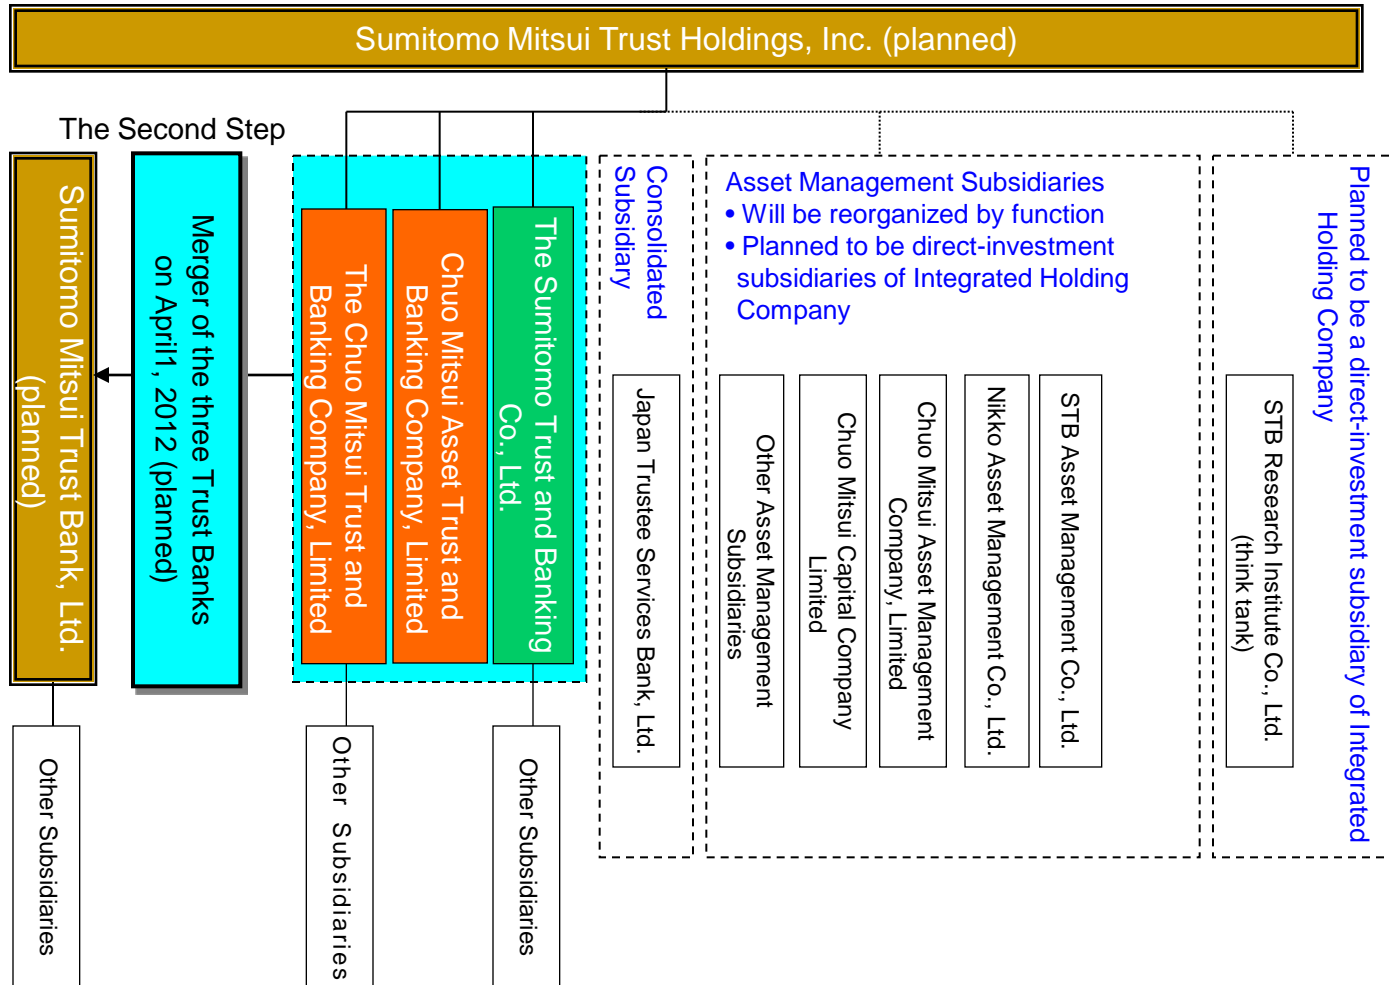 Sumitomo Mitsui Trust Holdings, Inc. (planned)
The Second Step
Sumitomo Mitsui Trust Bank, Ltd.
(planned)
Merger of the three Trust Banks
on April1, 2012 (planned)
The Chuo Mitsui Trust and
Banking Company, Limited
Chuo Mitsui Asset Trust and
Banking Company, Limited
The Sumitomo Trust and Banking
Co., Ltd.
Consolidated
Subsidiary
Japan Trustee Services Bank, Ltd.
Asset Management Subsidiaries
• Will be reorganized by function
• Planned to be direct-investment
subsidiaries of Integrated Holding
Company
Other Asset Management
Subsidiaries
Chuo Mitsui Capital Company
Limited
Chuo Mitsui Asset Management
Company, Limited
Nikko Asset Management Co., Ltd.
STB Asset Management Co., Ltd.
Planned to be a direct-investment subsidiary of Integrated
Holding Company
STB Research Institute Co., Ltd.
(think tank)
Other Subsidiaries
Other Subsidiaries
Other Subsidiaries